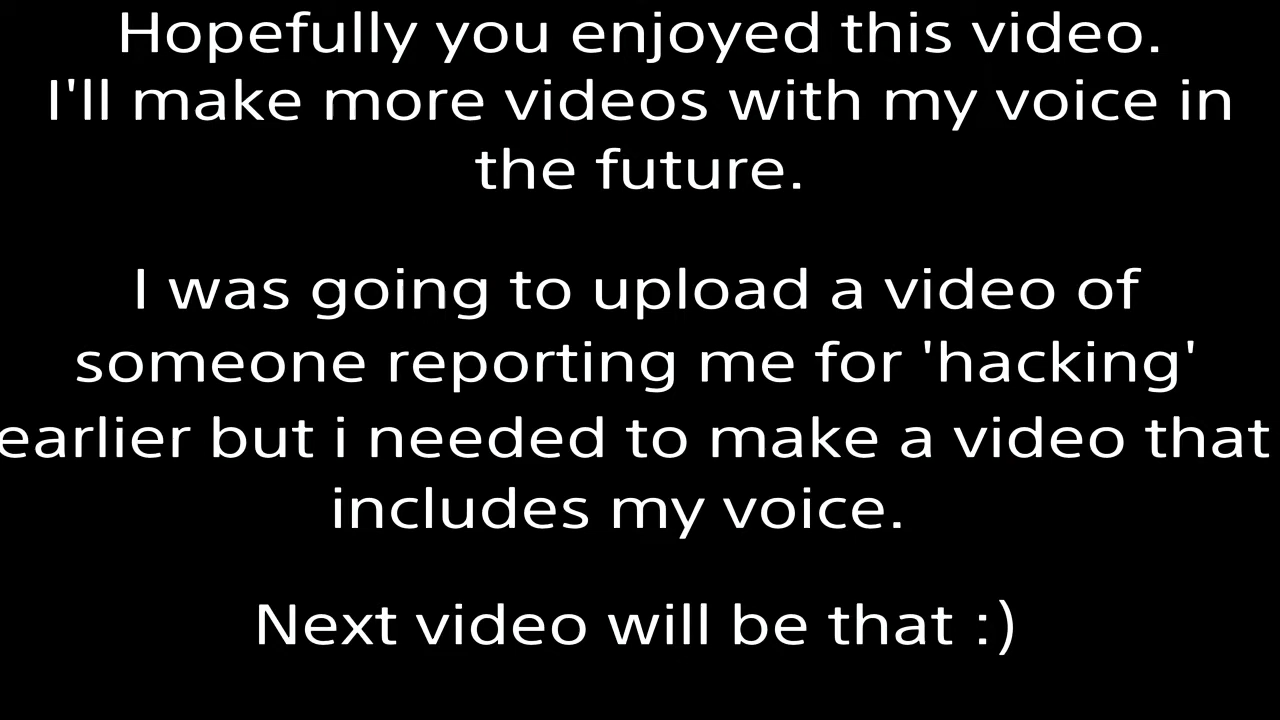 Hopefully you enjoyed this video.
I'll make more videos with my voice in
the future.
I was going to upload a video of
someone reporting me for 'hacking'
earlier but i needed to make a video that
includes my voice.
Next video will be that :)